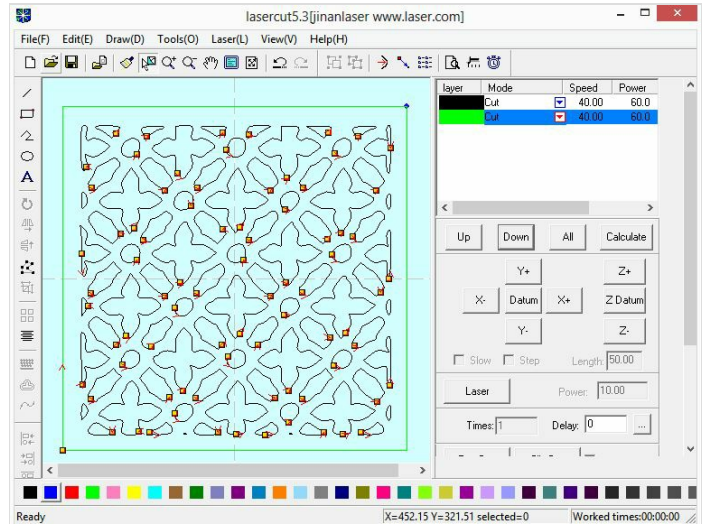 lasercut5.3[jinanlaser www.laser.com]
File(F) Edit(E) Draw(D) Tools(O) Laser(L) View(V) Help(H)
layer Mode Speed Power
Cut 40.00 60.0
Cut 40.00 60.0
Up Down All Calculate
Y+ Z+
X- Datum X+ Z Datum
Y- Z-
Slow Step Length: 50.00
Laser Power: 10.00
Times: 1 Delay: 0 ...
A
Ready X=452.15 Y=321.51 selected=0 Worked times:00:00:00